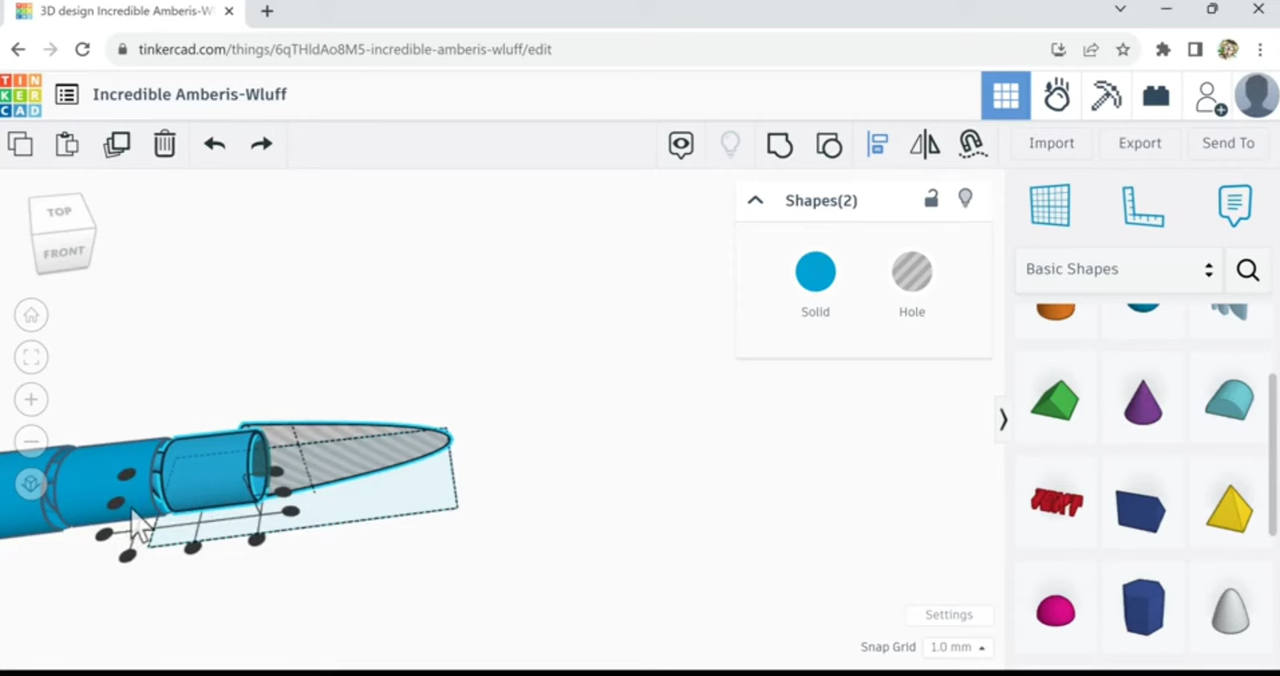 3D design Incredible Amberis-W
tinkercad.com/things/6qTHldAo8M5-incredible-amberis-wluff/edit
TIN
KER
CAD
Incredible Amberis-Wluff
Import
Export
Send To
TOP
FRONT
Shapes(2)
Solid
Hole
Basic Shapes
TEXT
Settings
Snap Grid
1.0 mm